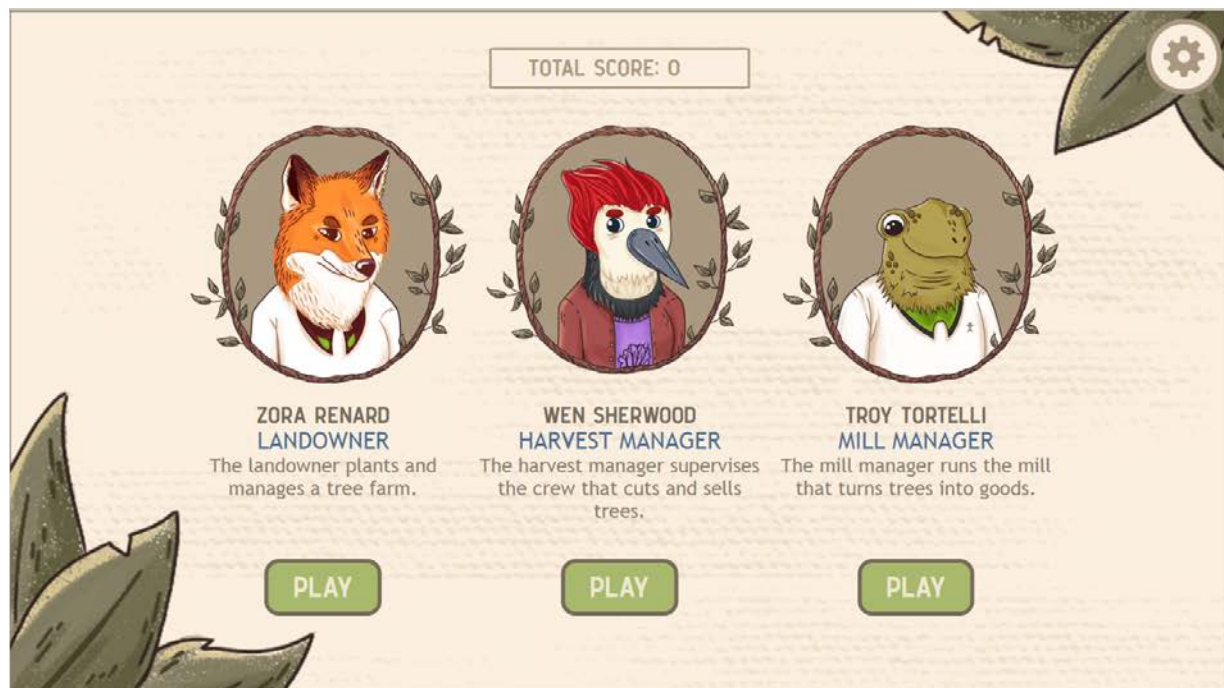 TOTAL SCORE: 0
ZORA RENARD
LANDOWNER
The landowner plants and
manages a tree farm.
PLAY
WEN SHERWOOD
HARVEST MANAGER
The harvest manager supervises
the crew that cuts and sells
trees.
PLAY
TROY TORTELLI
MILL MANAGER
The mill manager runs the mill
that turns trees into goods.
PLAY